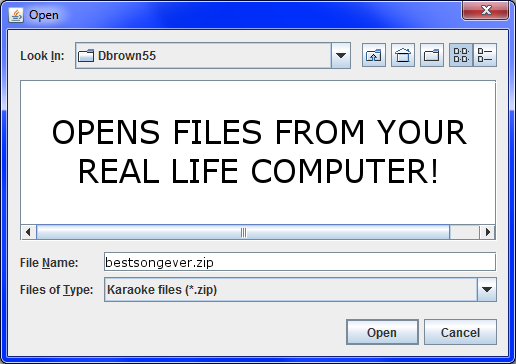 Open
Look In: Dbrown55
OPENS FILES FROM YOUR
REAL LIFE COMPUTER!
File Name: bestsongever.zip
Files of Type: Karaoke files (*.zip)
Open Cancel